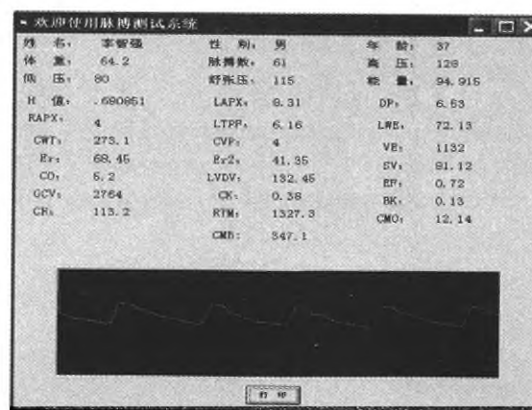 欢迎使用脉搏测试系统
姓 名: 李智强 性 别: 男 年 龄: 37
体 重: 64.2 脉搏数: 61 高 压: 128
低 压: 80 舒张压: 115 能 量: 94.915
H 值: .680851 LAPX: 8.31 DP: 6.53
RAPX: 4 LTPP: 6.16 LWE: 72.13
CWT: 273.1 CVP: 4 VE: 1132
Er: 68.45 Er2: 41.35 SV: 81.12
CO: 5.2 LVDV: 132.45 EF: 0.72
GCV: 2764 CK: 0.38 BK: 0.13
CR: 113.2 RTM: 1327.3 CMO: 12.14
CMB: 347.1
打 印